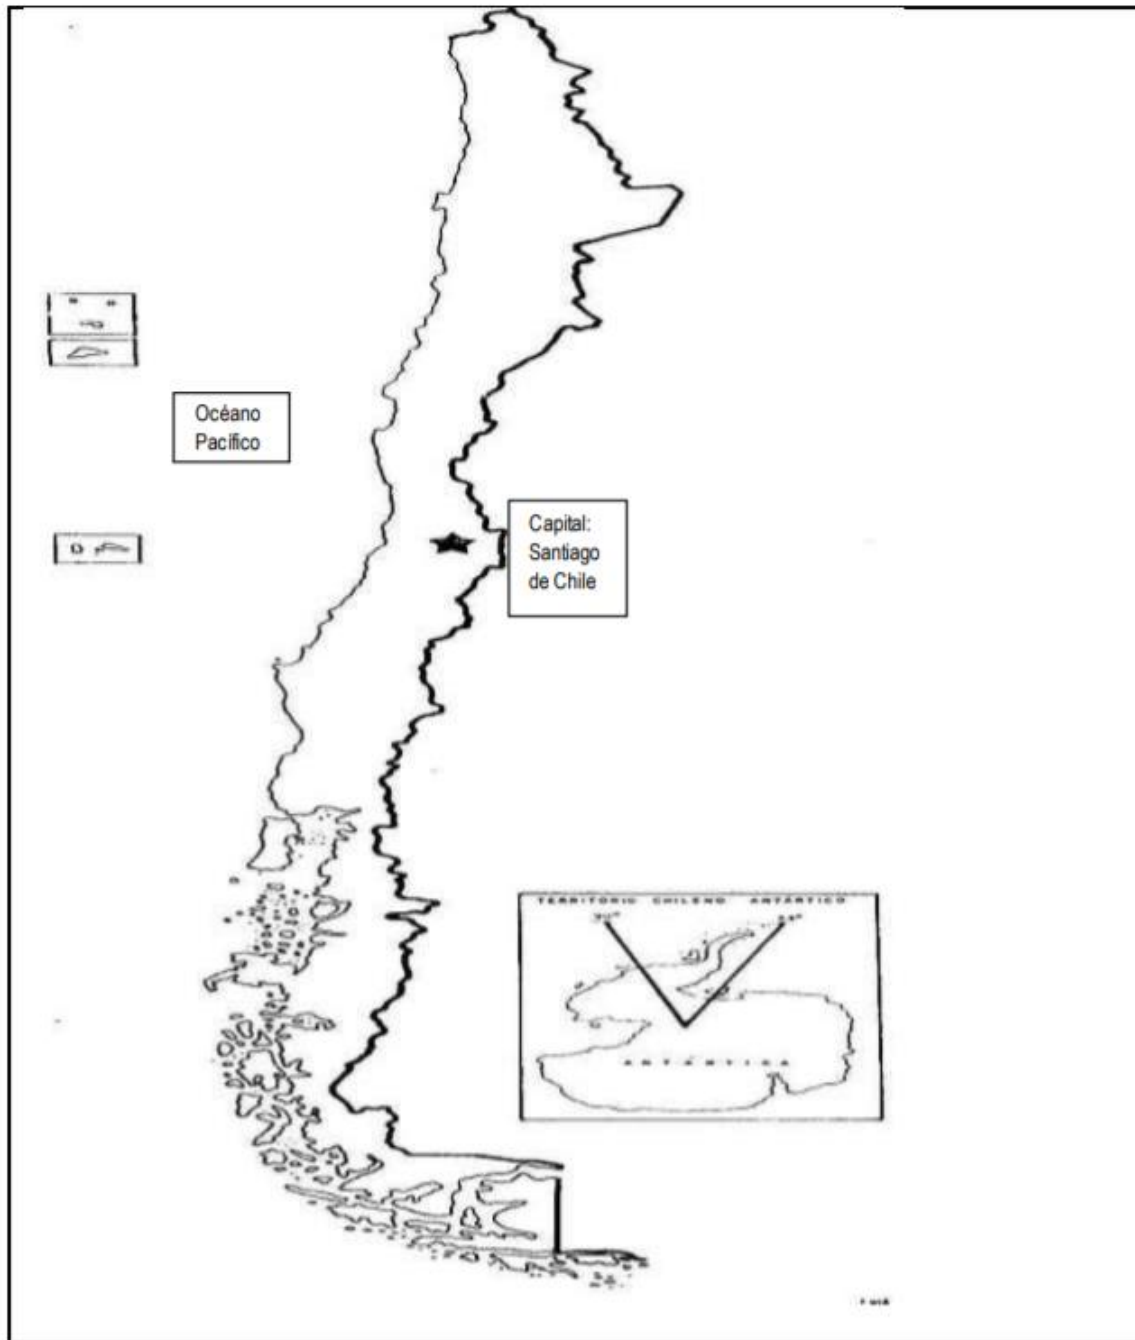 Océano
Pacífico
Capital:
Santiago
de Chile
TERRITORIO CHILENO ANTÁRTICO
ANTÁRTICA